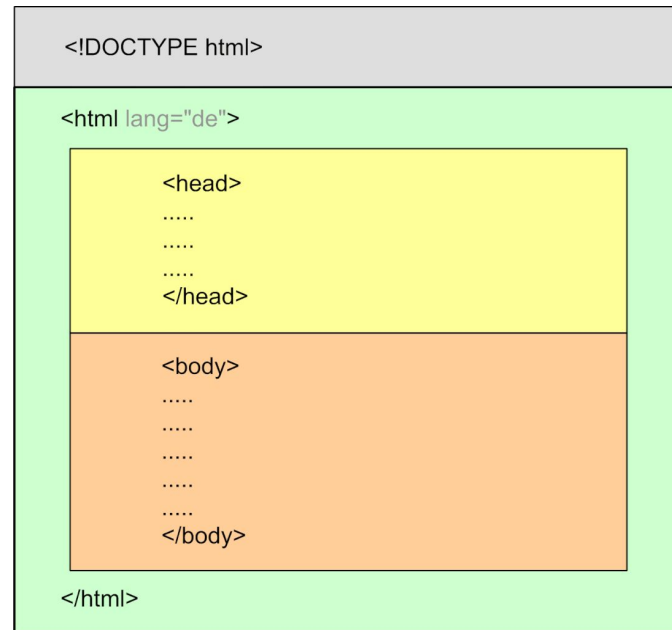 <!DOCTYPE html>
<html lang="de">
<head>
.....
.....
.....
</head>
<body>
.....
.....
.....
.....
.....
</body>
</html>